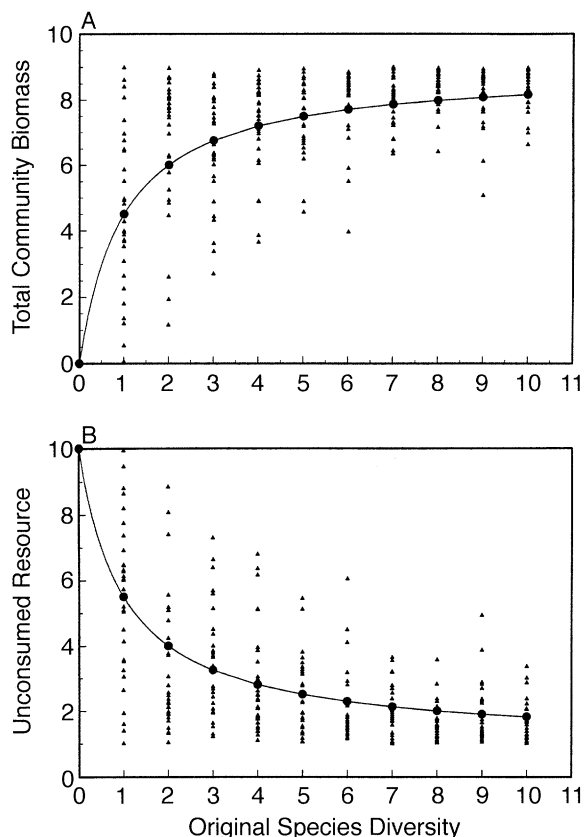 A
10
8
6
4
2
0
Total Community Biomass
0 1 2 3 4 5 6 7 8 9 10 11
B
10
8
6
4
2
0
Unconsumed Resource
0 1 2 3 4 5 6 7 8 9 10 11
Original Species Diversity